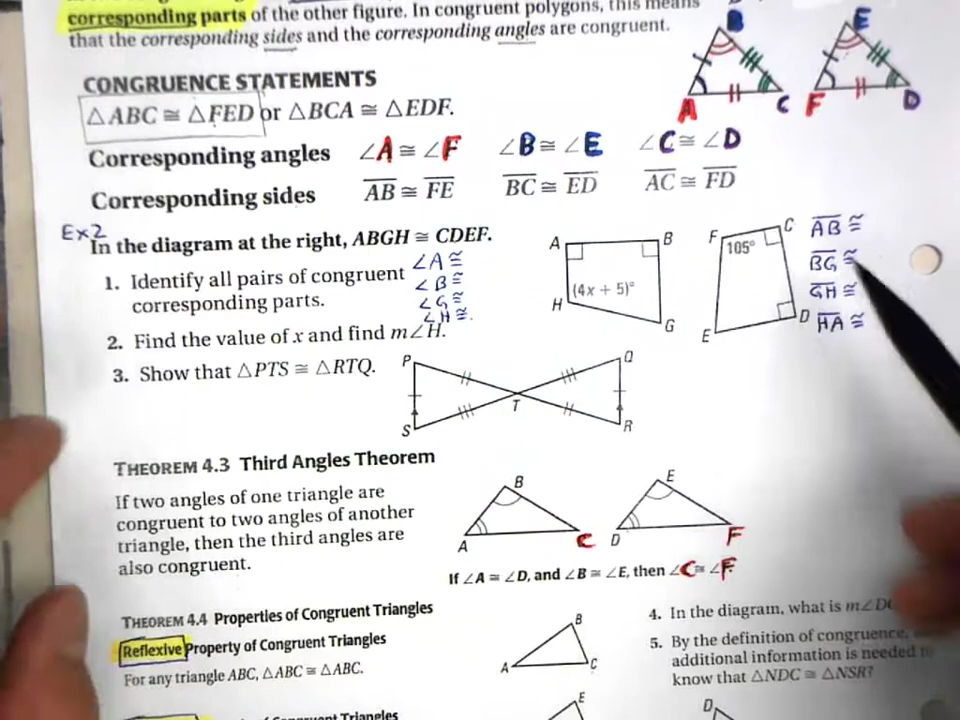 corresponding parts of the other figure. In congruent polygons, this means
that the corresponding sides and the corresponding angles are congruent.
B E
A C F D
CONGRUENCE STATEMENTS
△ABC ≅ △FED or △BCA ≅ △EDF.
Corresponding angles ∠A ≅ ∠F ∠B ≅ ∠E ∠C ≅ ∠D
Corresponding sides AB ≅ FE BC ≅ ED AC ≅ FD
Ex2
In the diagram at the right, ABGH ≅ CDEF.
1. Identify all pairs of congruent
corresponding parts.
∠A ≅
∠B ≅
∠G ≅
∠H ≅.
A B
(4x + 5)°
H G
F C
105°
E D
AB ≅
BG ≅
GH ≅
HA ≅
2. Find the value of x and find m∠H.
3. Show that △PTS ≅ △RTQ.
P Q
T
S R
THEOREM 4.3 Third Angles Theorem
If two angles of one triangle are
congruent to two angles of another
triangle, then the third angles are
also congruent.
B E
A C D F
If ∠A ≅ ∠D, and ∠B ≅ ∠E, then ∠C ≅ ∠F.
THEOREM 4.4 Properties of Congruent Triangles
Reflexive Property of Congruent Triangles
For any triangle ABC, △ABC ≅ △ABC.
B
A C
E
4. In the diagram, what is
5. By the definition of congruence,
additional information is needed
know that △NDC ≅ △NSR?
D
Congruent Triangles